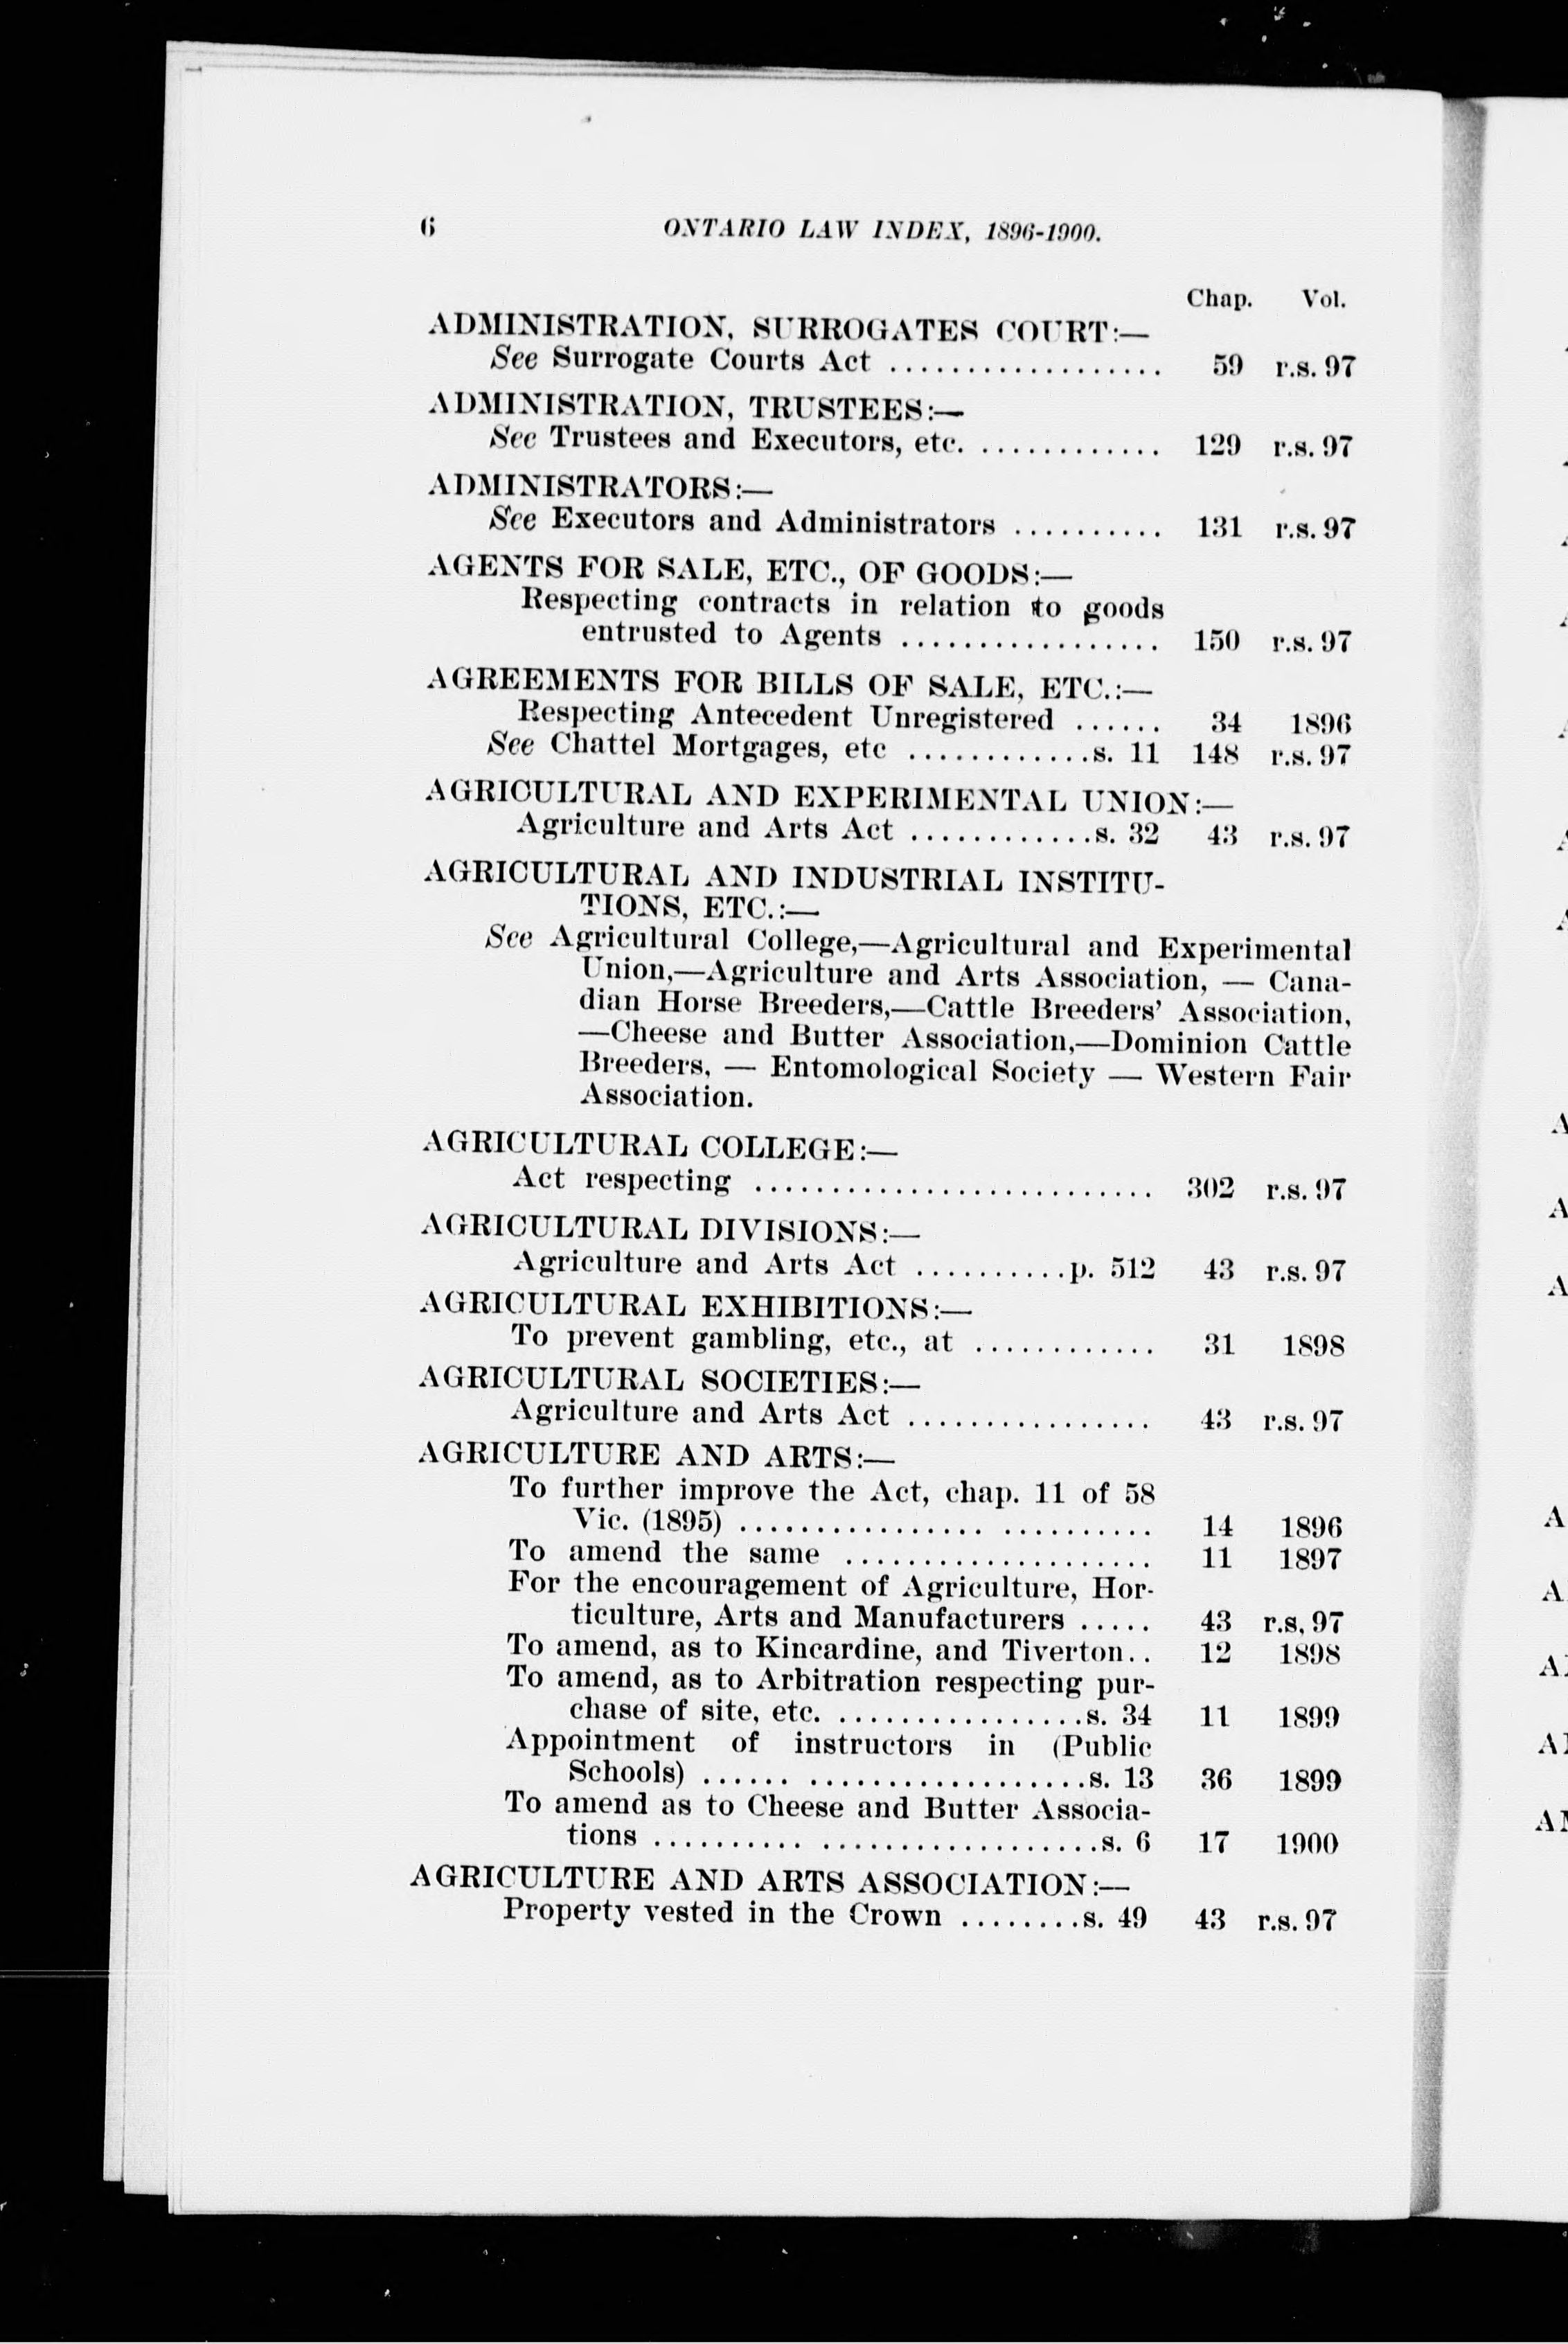 6 ONTARIO LAW INDEX, 1896-1900.
Chap. Vol.
ADMINISTRATION, SURROGATES COURT:—
See Surrogate Courts Act .................. 59 r.s. 97
ADMINISTRATION, TRUSTEES:—
See Trustees and Executors, etc. ............ 129 r.s. 97
ADMINISTRATORS:—
See Executors and Administrators .......... 131 r.s. 97
AGENTS FOR SALE, ETC., OF GOODS:—
Respecting contracts in relation to goods
entrusted to Agents ................. 150 r.s. 97
AGREEMENTS FOR BILLS OF SALE, ETC.:—
Respecting Antecedent Unregistered ...... 34 1896
See Chattel Mortgages, etc ............s. 11 148 r.s. 97
AGRICULTURAL AND EXPERIMENTAL UNION:—
Agriculture and Arts Act ............s. 32 43 r.s. 97
AGRICULTURAL AND INDUSTRIAL INSTITU-
TIONS, ETC.:—
See Agricultural College,—Agricultural and Experimental
Union,—Agriculture and Arts Association, — Cana-
dian Horse Breeders,—Cattle Breeders' Association,
—Cheese and Butter Association,—Dominion Cattle
Breeders, — Entomological Society — Western Fair
Association.
AGRICULTURAL COLLEGE:—
Act respecting .......................... 302 r.s. 97
AGRICULTURAL DIVISIONS:—
Agriculture and Arts Act ..........p. 512 43 r.s. 97
AGRICULTURAL EXHIBITIONS:—
To prevent gambling, etc., at ............ 31 1898
AGRICULTURAL SOCIETIES:—
Agriculture and Arts Act ................ 43 r.s. 97
AGRICULTURE AND ARTS:—
To further improve the Act, chap. 11 of 58
Vic. (1895) ................ .......... 14 1896
To amend the same .................... 11 1897
For the encouragement of Agriculture, Hor-
ticulture, Arts and Manufacturers ..... 43 r.s, 97
To amend, as to Kincardine, and Tiverton.. 12 1898
To amend, as to Arbitration respecting pur-
chase of site, etc. ................s. 34 11 1899
Appointment of instructors in (Public
Schools) ...... ..................s. 13 36 1899
To amend as to Cheese and Butter Associa-
tions .......... ..................s. 6 17 1900
AGRICULTURE AND ARTS ASSOCIATION:—
Property vested in the Crown ........s. 49 43 r.s. 97